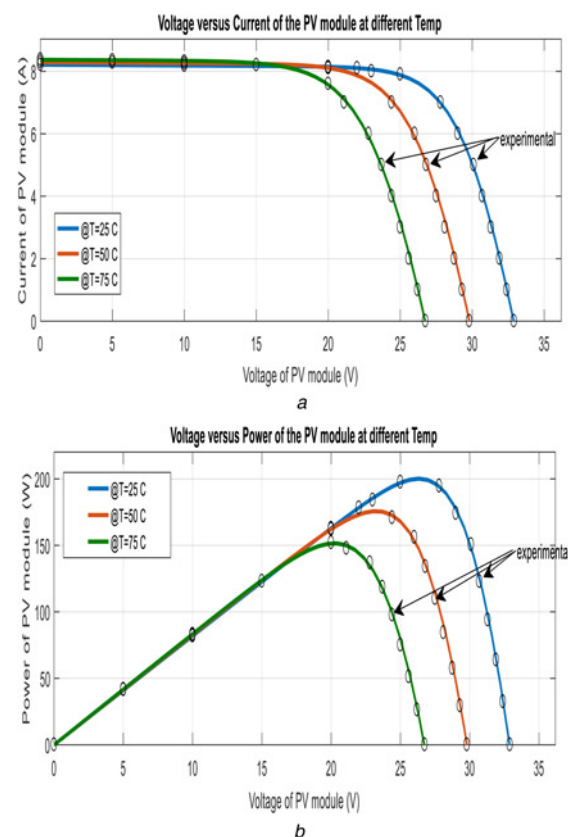 Voltage versus Current of the PV module at different Temp
Current of PV module (A)
8
6
4
2
0
experimental
@T=25 C
@T=50 C
@T=75 C
0 5 10 15 20 25 30 35
Voltage of PV module (V)
a
Voltage versus Power of the PV module at different Temp
Power of PV module (W)
200
150
100
50
0
@T=25 C
@T=50 C
@T=75 C
experimenta
0 5 10 15 20 25 30 35
Voltage of PV module (V)
b